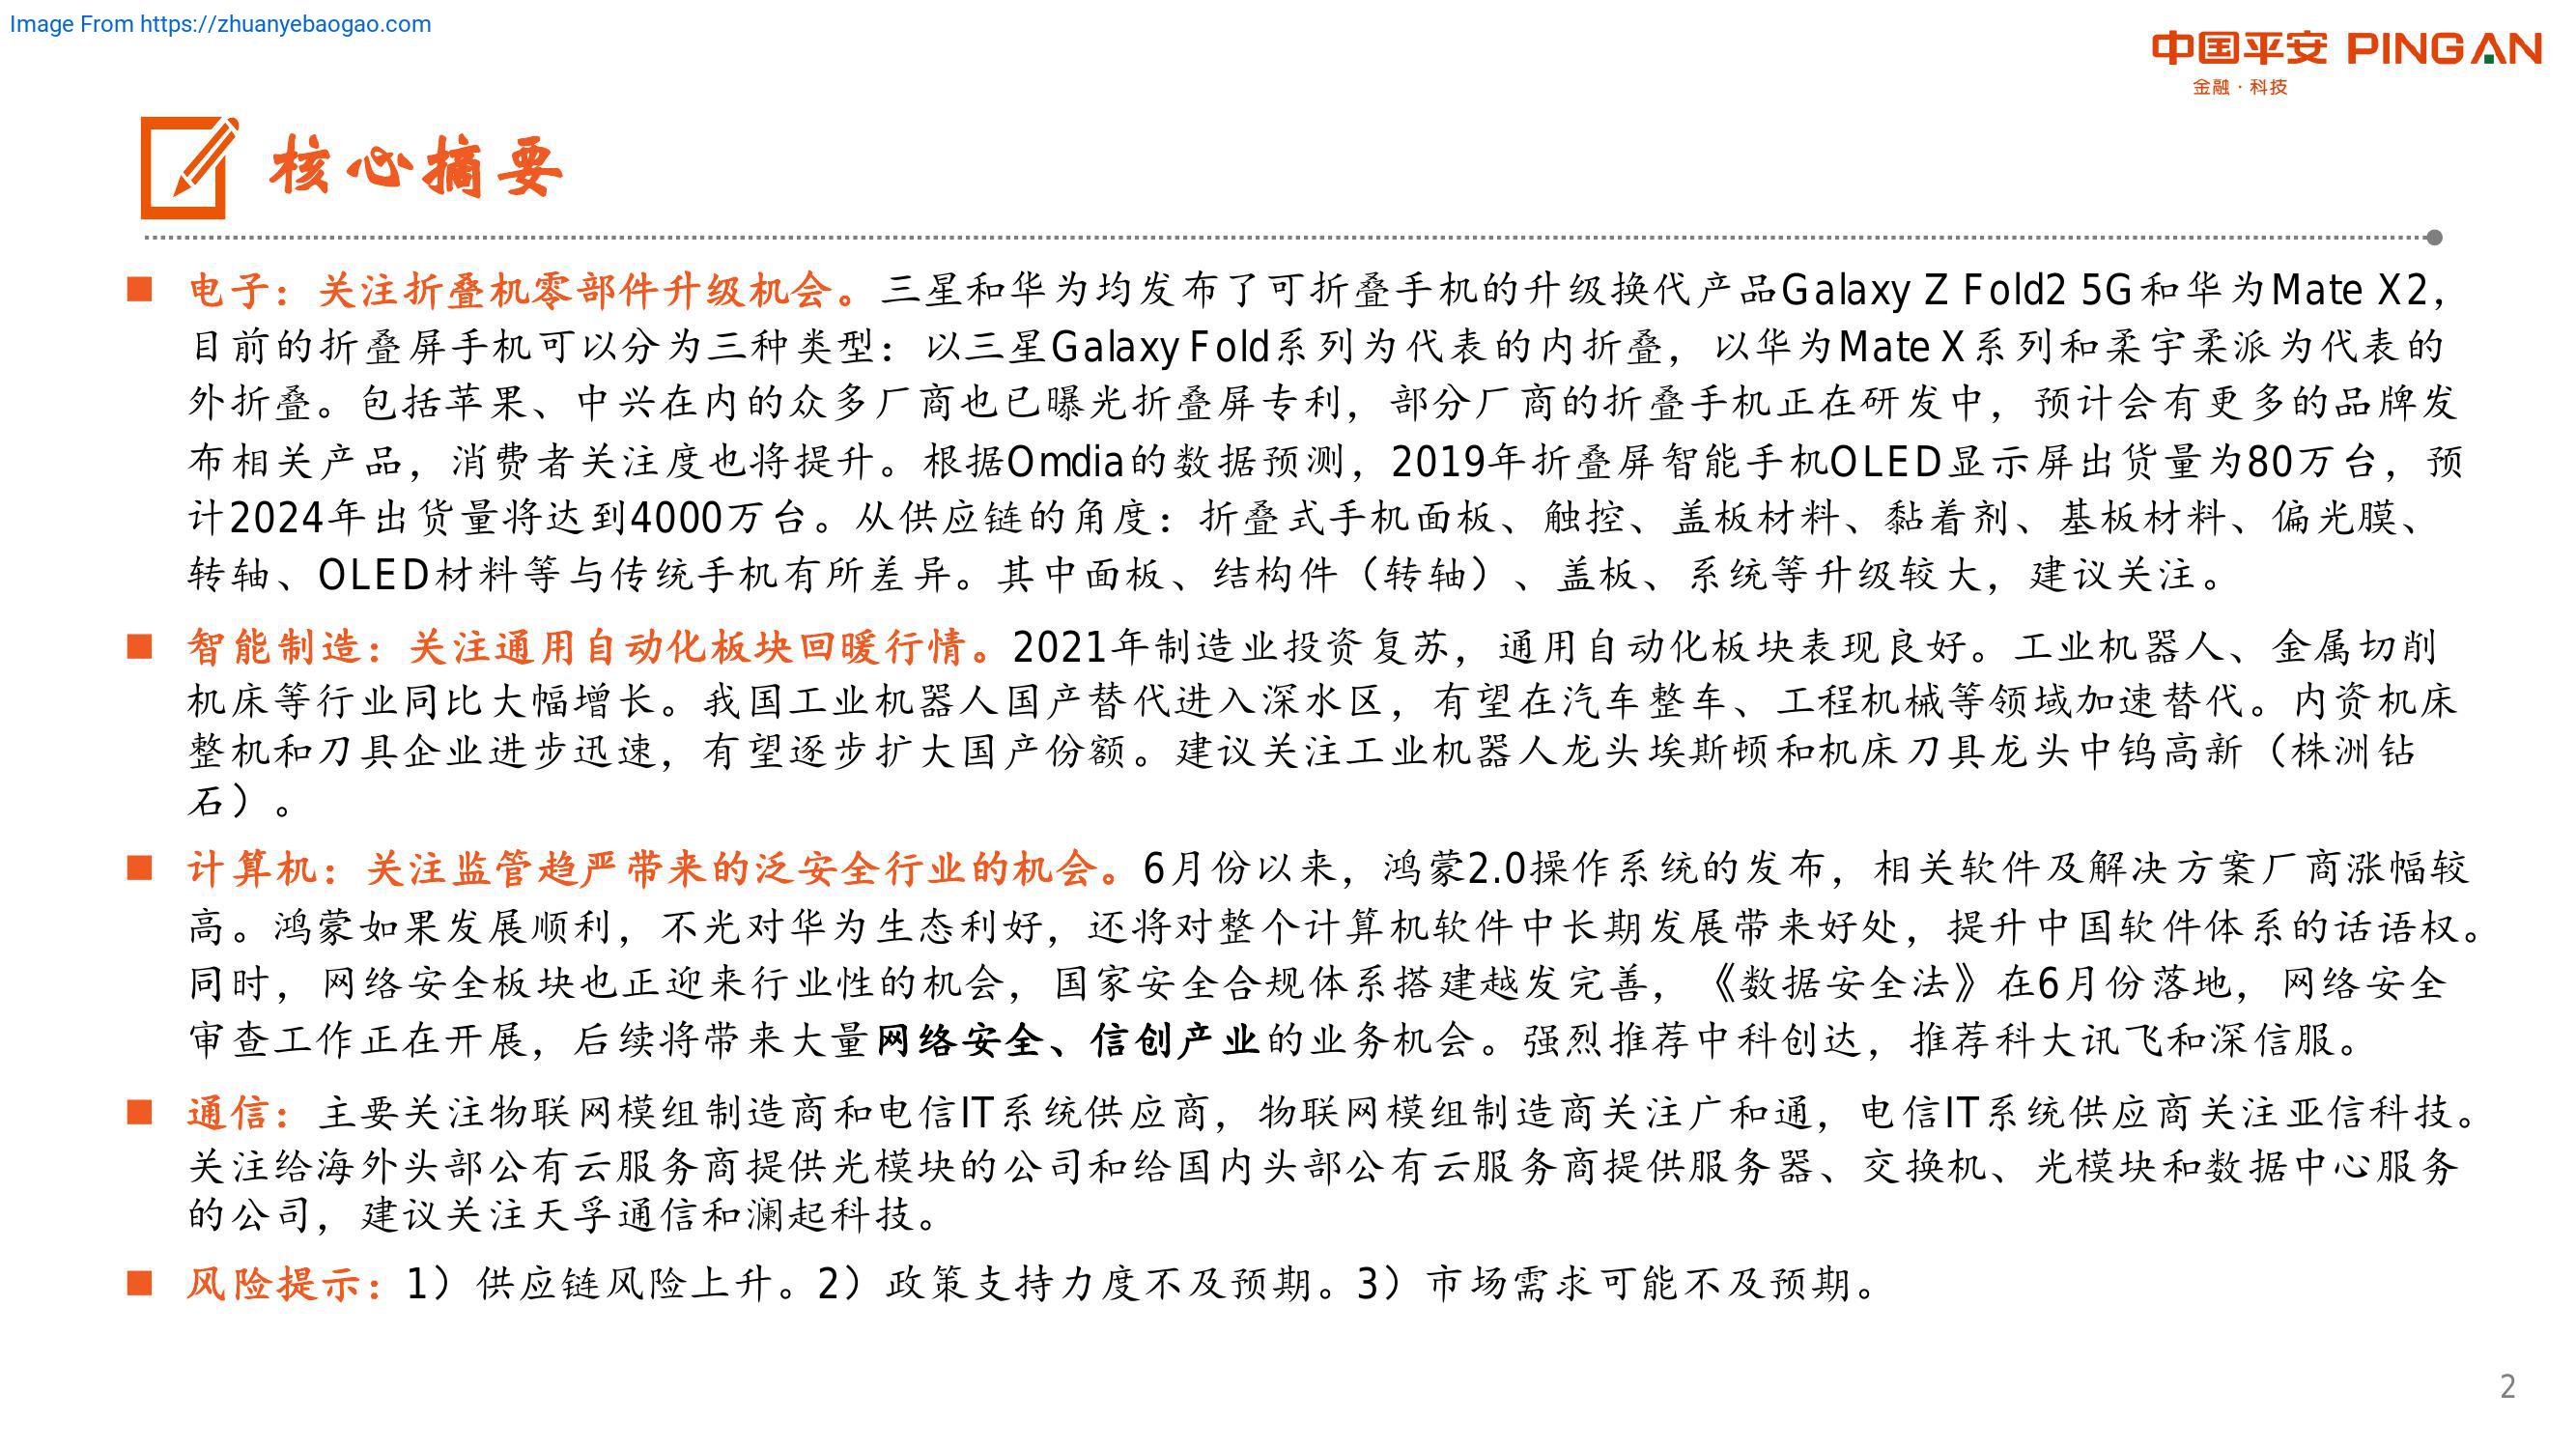 Image From https://zhuanyebaogao.com
中国平安 PING AN
金融·科技
核心摘要
电子：关注折叠机零部件升级机会。三星和华为均发布了可折叠手机的升级换代产品Galaxy Z Fold2 5G和华为Mate X2，
目前的折叠屏手机可以分为三种类型：以三星Galaxy Fold系列为代表的内折叠，以华为Mate X系列和柔宇柔派为代表的
外折叠。包括苹果、中兴在内的众多厂商也已曝光折叠屏专利，部分厂商的折叠手机正在研发中，预计会有更多的品牌发
布相关产品，消费者关注度也将提升。根据Omdia的数据预测，2019年折叠屏智能手机OLED显示屏出货量为80万台，预
计2024年出货量将达到4000万台。从供应链的角度：折叠式手机面板、触控、盖板材料、黏着剂、基板材料、偏光膜、
转轴、OLED材料等与传统手机有所差异。其中面板、结构件（转轴）、盖板、系统等升级较大，建议关注。
智能制造：关注通用自动化板块回暖行情。2021年制造业投资复苏，通用自动化板块表现良好。工业机器人、金属切削
机床等行业同比大幅增长。我国工业机器人国产替代进入深水区，有望在汽车整车、工程机械等领域加速替代。内资机床
整机和刀具企业进步迅速，有望逐步扩大国产份额。建议关注工业机器人龙头埃斯顿和机床刀具龙头中钨高新（株洲钻
石）。
计算机：关注监管趋严带来的泛安全行业的机会。6月份以来，鸿蒙2.0操作系统的发布，相关软件及解决方案厂商涨幅较
高。鸿蒙如果发展顺利，不光对华为生态利好，还将对整个计算机软件中长期发展带来好处，提升中国软件体系的话语权。
同时，网络安全板块也正迎来行业性的机会，国家安全合规体系搭建越发完善，《数据安全法》在6月份落地，网络安全
审查工作正在开展，后续将带来大量网络安全、信创产业的业务机会。强烈推荐中科创达，推荐科大讯飞和深信服。
通信：主要关注物联网模组制造商和电信IT系统供应商，物联网模组制造商关注广和通，电信IT系统供应商关注亚信科技。
关注给海外头部公有云服务商提供光模块的公司和给国内头部公有云服务商提供服务器、交换机、光模块和数据中心服务
的公司，建议关注天孚通信和澜起科技。
风险提示：1）供应链风险上升。2）政策支持力度不及预期。3）市场需求可能不及预期。
2